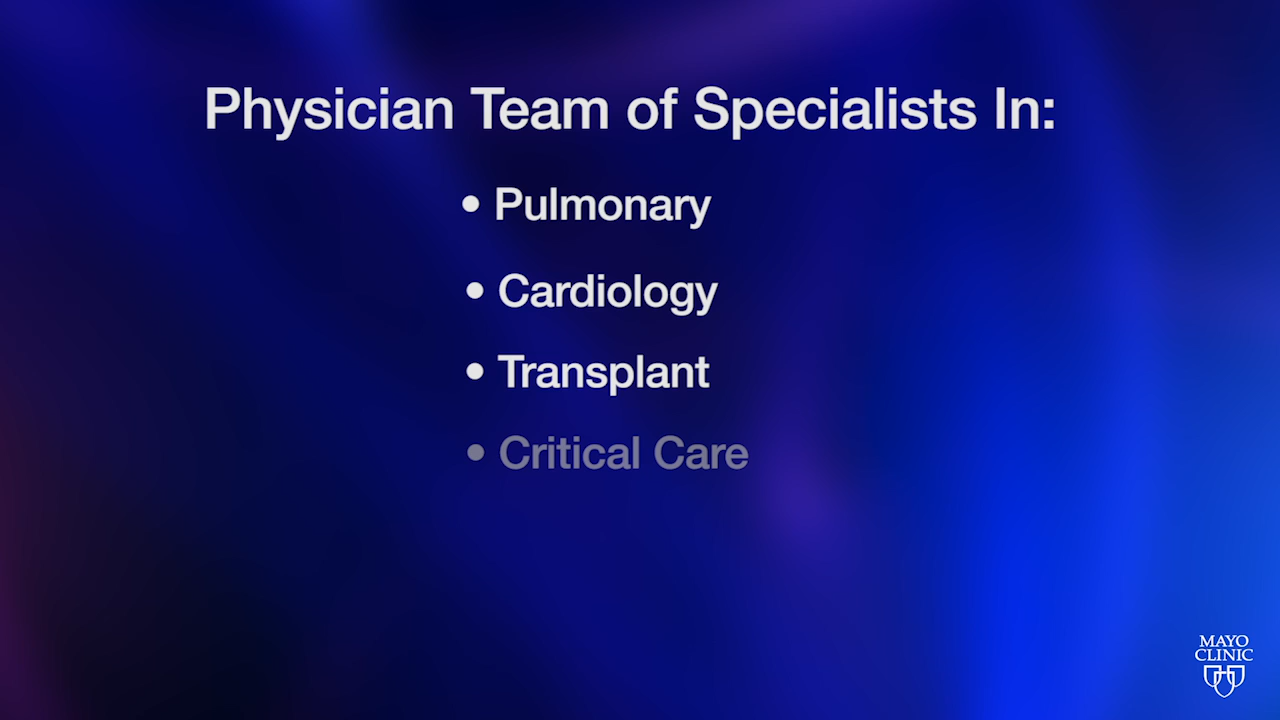 Physician Team of Specialists In:
• Pulmonary
• Cardiology
• Transplant
• Critical Care
MAYO
CLINIC